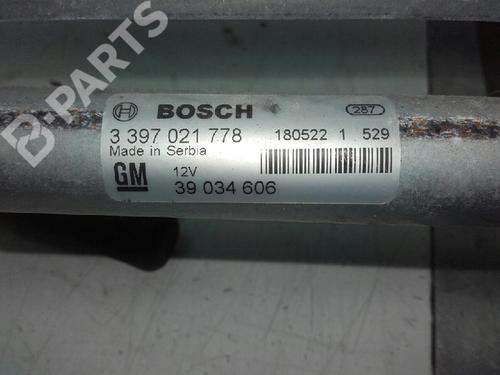 B-PARTS
BOSCH 287
3 397 021 778 180522 1 529
Made in Serbia
GM 12V
39 034 606